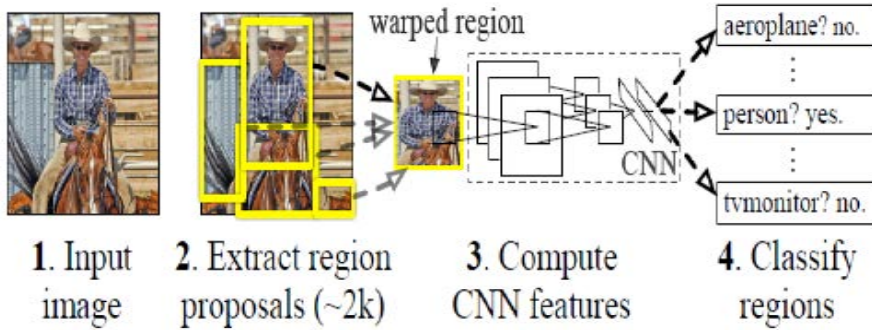 warped region
aeroplane? no.
person? yes.
CNN
tvmonitor? no.
1. Input
image
2. Extract region
proposals (~2k)
3. Compute
CNN features
4. Classify
regions